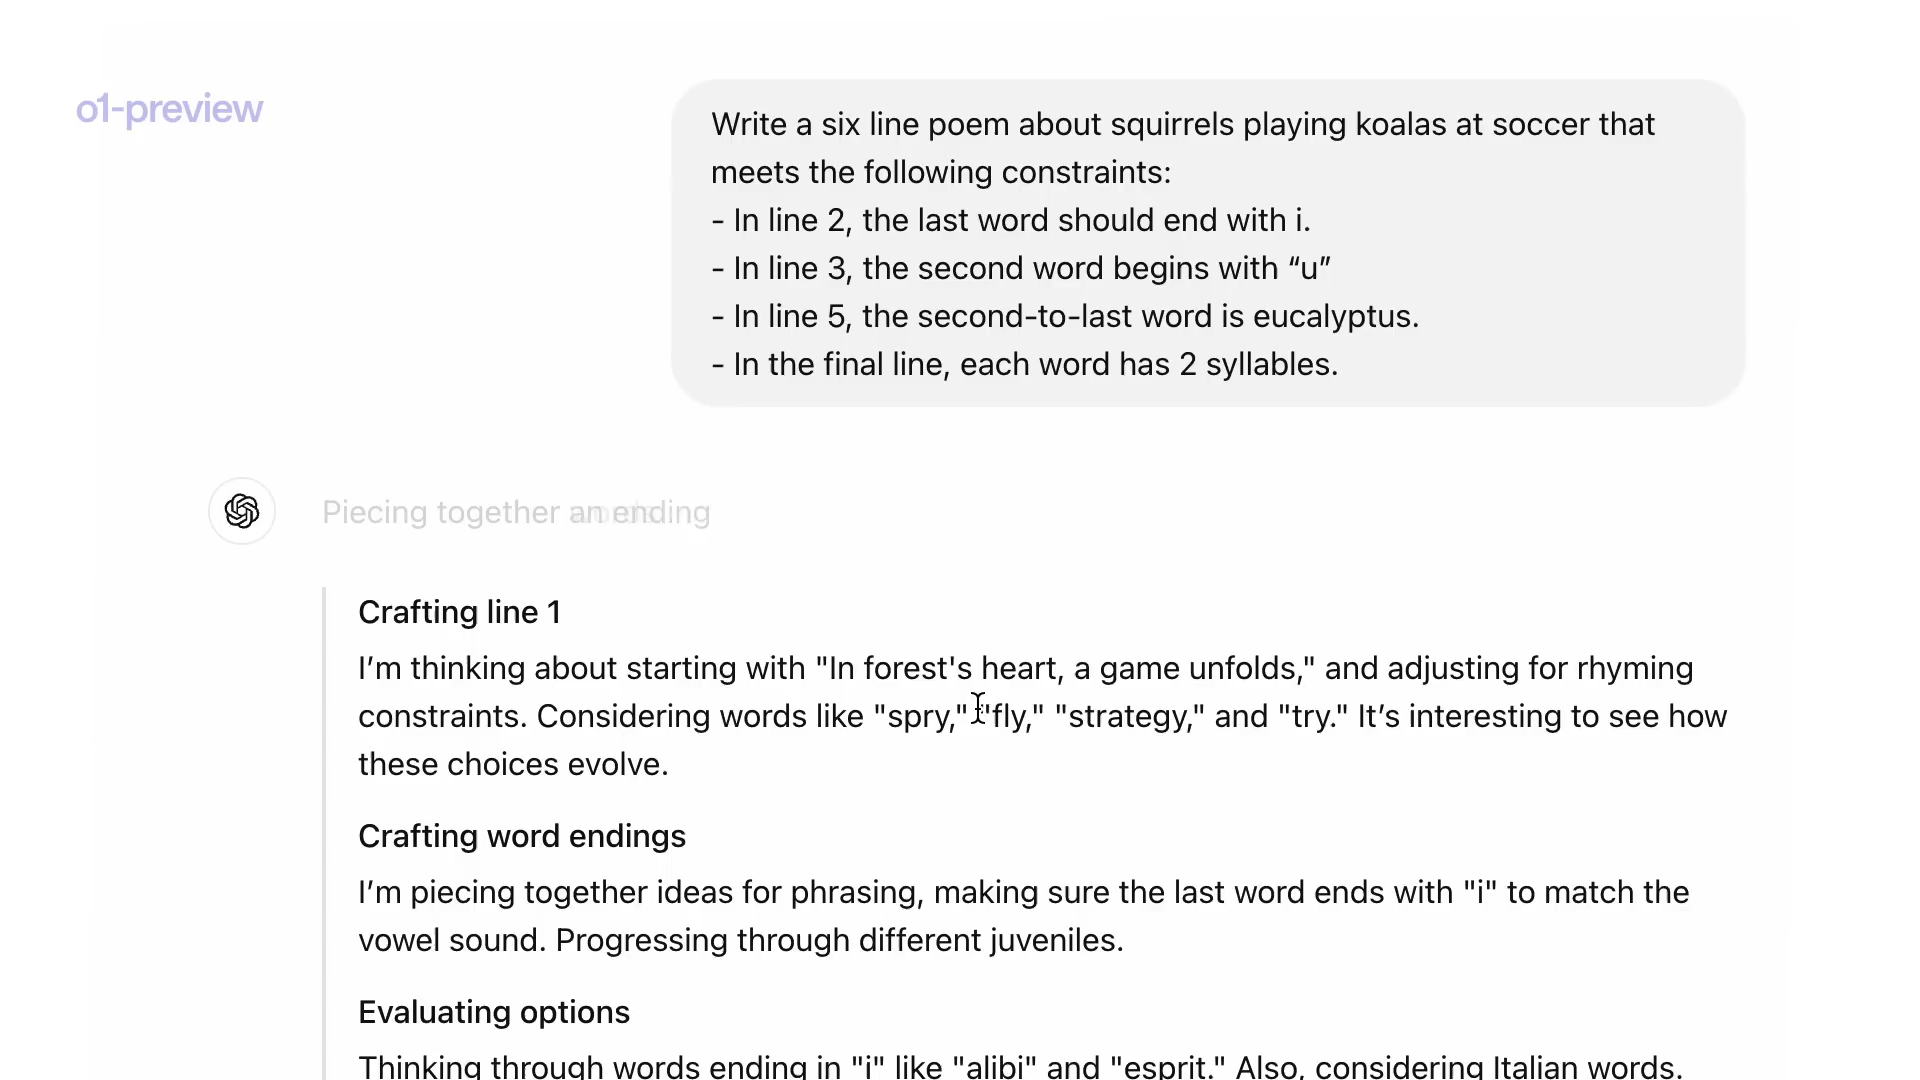 o1-preview
Write a six line poem about squirrels playing koalas at soccer that
meets the following constraints:
- In line 2, the last word should end with i.
- In line 3, the second word begins with “u”
- In line 5, the second-to-last word is eucalyptus.
- In the final line, each word has 2 syllables.
Piecing together an ending
Crafting line 1
I’m thinking about starting with "In forest's heart, a game unfolds," and adjusting for rhyming
constraints. Considering words like "spry," "fly," "strategy," and "try." It’s interesting to see how
these choices evolve.
Crafting word endings
I’m piecing together ideas for phrasing, making sure the last word ends with "i" to match the
vowel sound. Progressing through different juveniles.
Evaluating options
Thinking through words ending in "i" like "alibi" and "esprit." Also, considering Italian words.